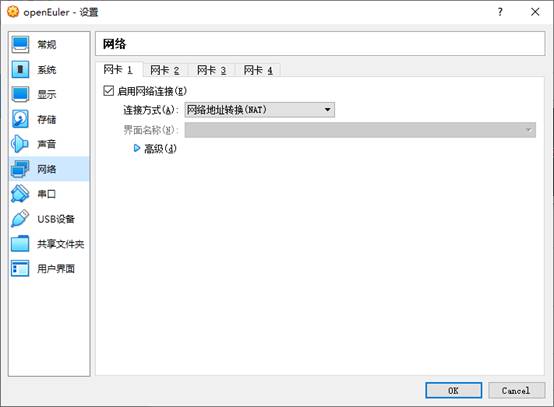 openEuler - 设置
常规
系统
显示
存储
声音
网络
串口
USB设备
共享文件夹
用户界面
网络
网卡 1 网卡 2 网卡 3 网卡 4
启用网络连接(E)
连接方式(A): 网络地址转换(NAT)
界面名称(N):
高级(d)
OK Cancel